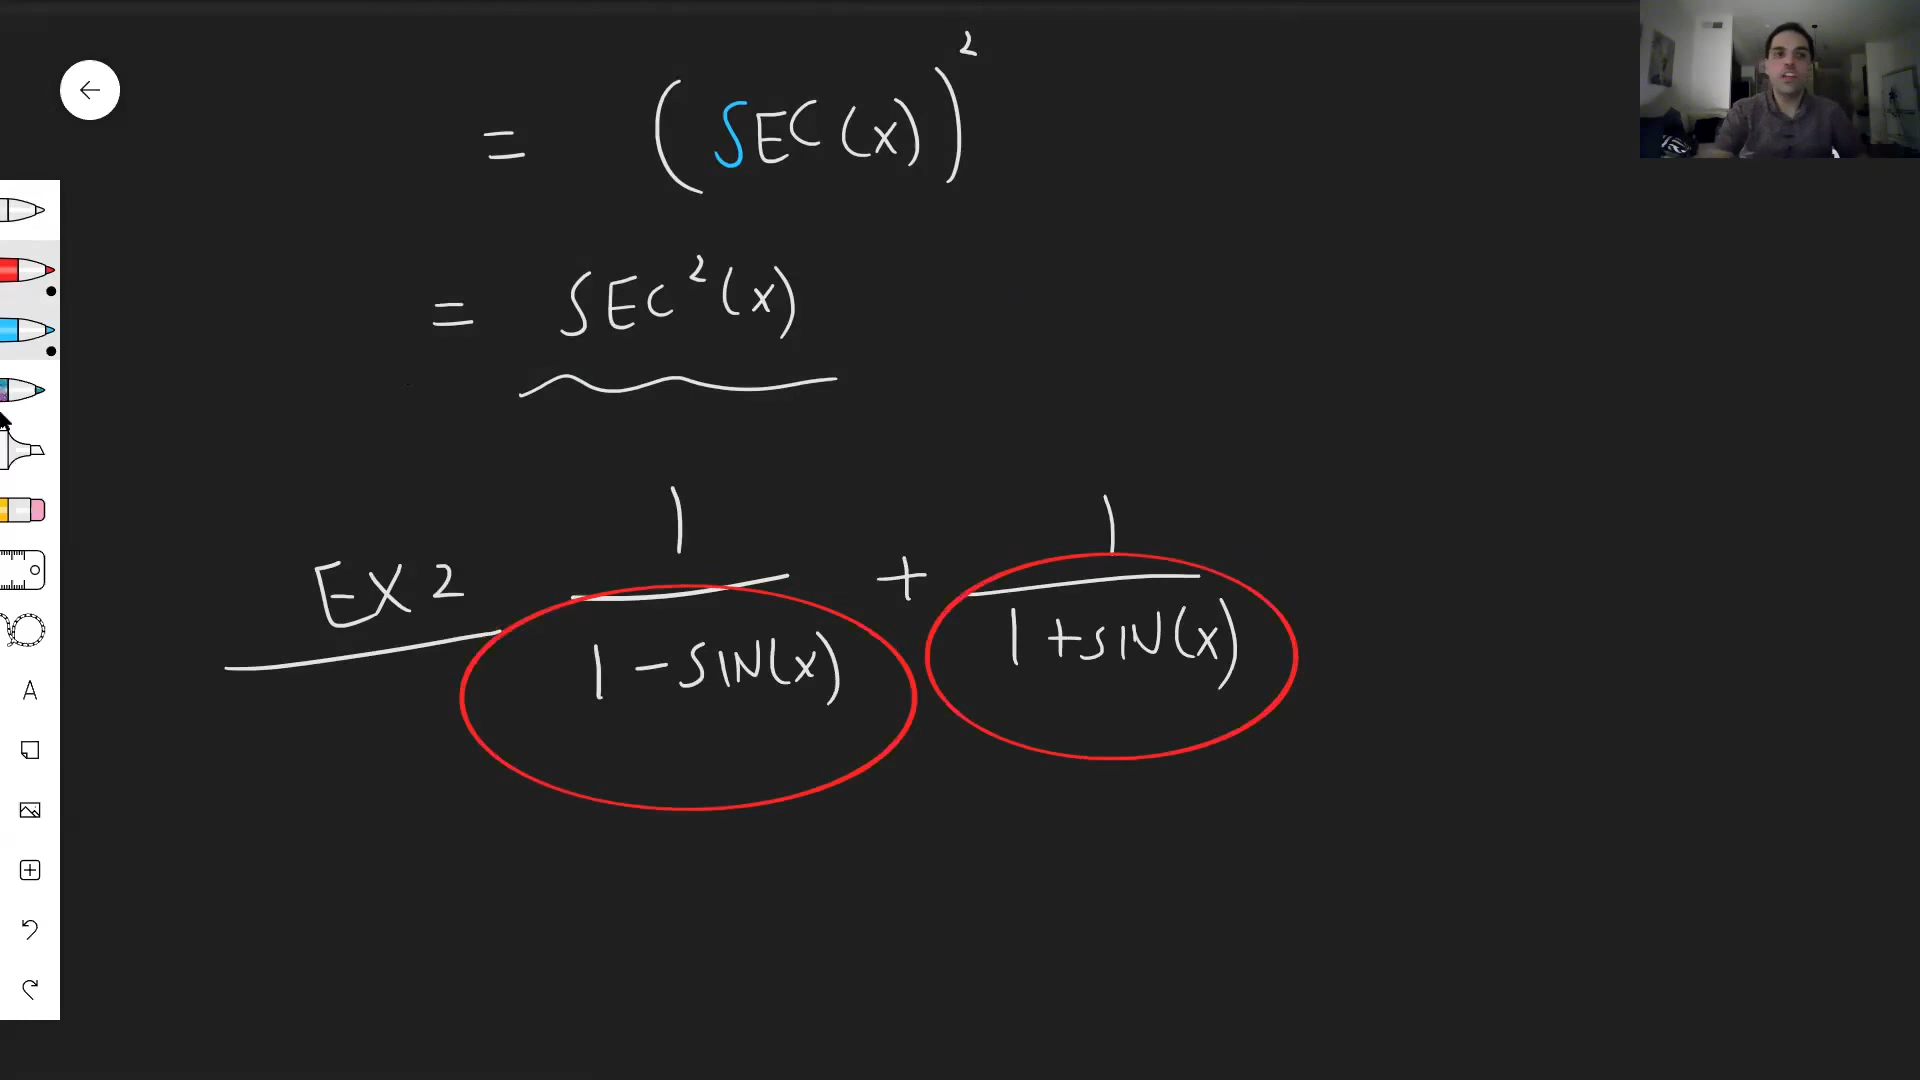 = (SEC(x))²
= SEC²(x)
EX 2 1/(1 - SIN(x)) + 1/(1 + SIN(x))
A